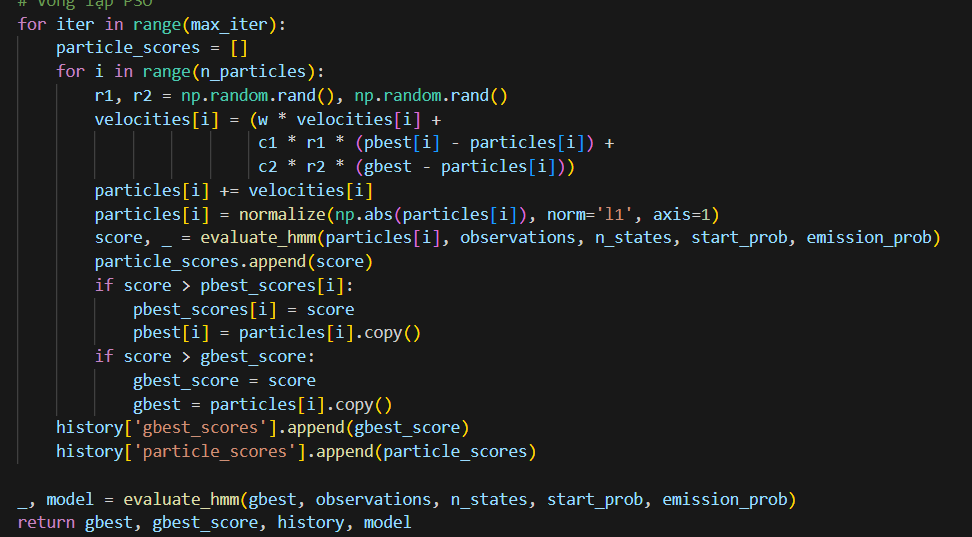 # Vòng lặp PSO
for iter in range(max_iter):
    particle_scores = []
    for i in range(n_particles):
        r1, r2 = np.random.rand(), np.random.rand()
        velocities[i] = (w * velocities[i] +
                         c1 * r1 * (pbest[i] - particles[i]) +
                         c2 * r2 * (gbest - particles[i]))
        particles[i] += velocities[i]
        particles[i] = normalize(np.abs(particles[i]), norm='l1', axis=1)
        score, _ = evaluate_hmm(particles[i], observations, n_states, start_prob, emission_prob)
        particle_scores.append(score)
        if score > pbest_scores[i]:
            pbest_scores[i] = score
            pbest[i] = particles[i].copy()
        if score > gbest_score:
            gbest_score = score
            gbest = particles[i].copy()
    history['gbest_scores'].append(gbest_score)
    history['particle_scores'].append(particle_scores)

_, model = evaluate_hmm(gbest, observations, n_states, start_prob, emission_prob)
return gbest, gbest_score, history, model